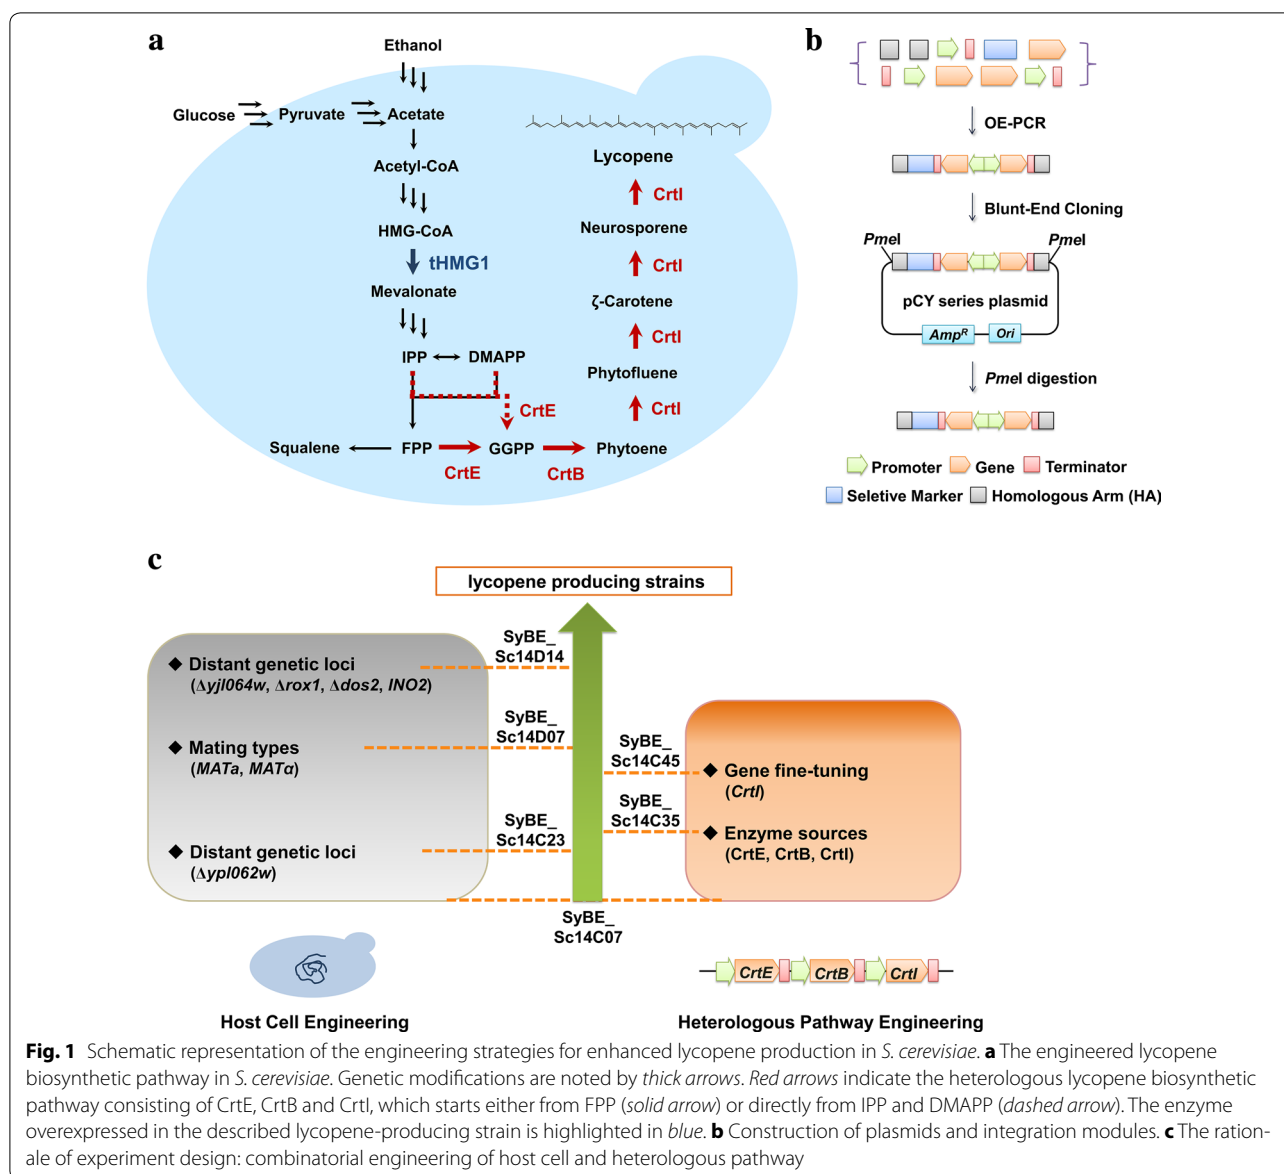 a
Ethanol
Glucose
Pyruvate
Acetate
Acetyl-CoA
HMG-CoA
tHMG1
Mevalonate
IPP
DMAPP
CrtE
Squalene
FPP
GGPP
Phytoene
CrtE
CrtB
Lycopene
CrtI
Neurosporene
CrtI
ζ-Carotene
CrtI
Phytofluene
CrtI
b
OE-PCR
Blunt-End Cloning
PmeI
PmeI
pCY series plasmid
AmpR
Ori
PmeI digestion
Promoter
Gene
Terminator
Seletive Marker
Homologous Arm (HA)
c
lycopene producing strains
◆ Distant genetic loci
(Δyjl064w, Δrox1, Δdos2, INO2)
◆ Mating types
(MATa, MATα)
◆ Distant genetic loci
(Δypl062w)
SyBE_
Sc14D14
SyBE_
Sc14D07
SyBE_
Sc14C23
SyBE_
Sc14C45
SyBE_
Sc14C35
SyBE_
Sc14C07
◆ Gene fine-tuning
(CrtI)
◆ Enzyme sources
(CrtE, CrtB, CrtI)
CrtE
CrtB
CrtI
Host Cell Engineering
Heterologous Pathway Engineering
Fig. 1 Schematic representation of the engineering strategies for enhanced lycopene production in S. cerevisiae. a The engineered lycopene
biosynthetic pathway in S. cerevisiae. Genetic modifications are noted by thick arrows. Red arrows indicate the heterologous lycopene biosynthetic
pathway consisting of CrtE, CrtB and CrtI, which starts either from FPP (solid arrow) or directly from IPP and DMAPP (dashed arrow). The enzyme
overexpressed in the described lycopene-producing strain is highlighted in blue. b Construction of plasmids and integration modules. c The ration-
ale of experiment design: combinatorial engineering of host cell and heterologous pathway